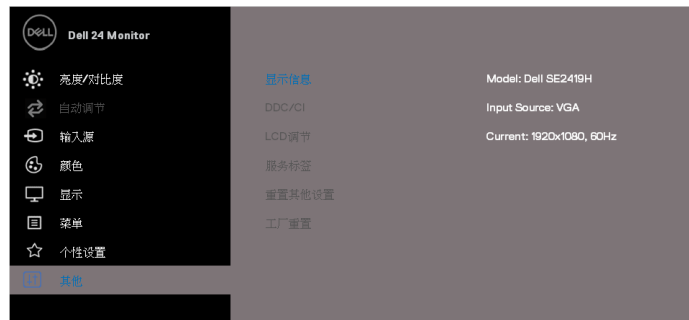 DELL
Dell 24 Monitor
亮度/对比度
自动调节
输入源
颜色
显示
菜单
个性设置
其他
显示信息
DDC/CI
LCD调节
服务标签
重置其他设置
工厂重置
Model: Dell SE2419H
Input Source: VGA
Current: 1920x1080, 60Hz